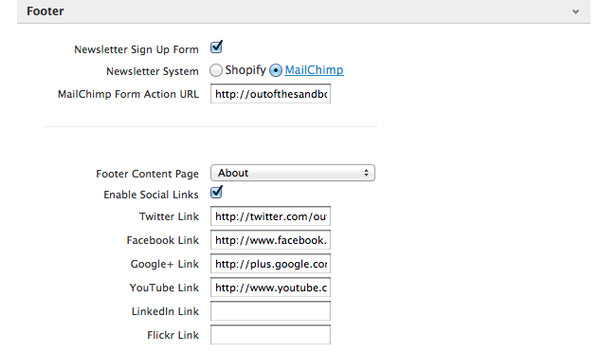 Footer
Newsletter Sign Up Form
Newsletter System Shopify MailChimp
MailChimp Form Action URL http://outofthesandbo
Footer Content Page About
Enable Social Links
Twitter Link http://twitter.com/ou
Facebook Link http://www.facebook.
Google+ Link http://plus.google.co
YouTube Link http://www.youtube.c
LinkedIn Link
Flickr Link